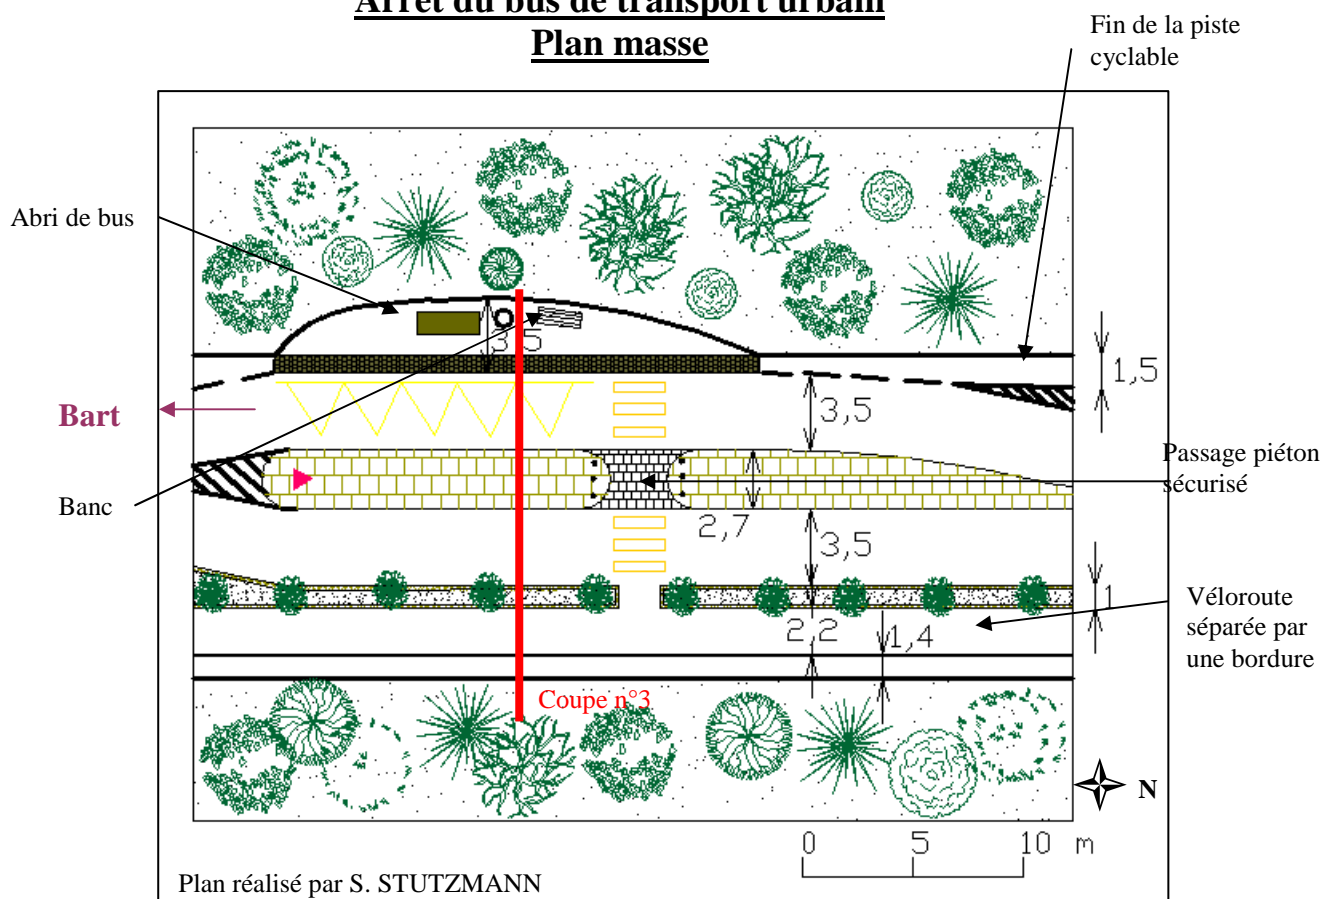 Arrêt du bus de transport urbain
Plan masse
Fin de la piste
cyclable
Abri de bus
3,5
1,5
Bart
3,5
Passage piéton
sécurisé
Banc
2,7
3,5
1
Véloroute
séparée par
une bordure
2,2
1,4
Coupe n°3
N
0 5 10 m
Plan réalisé par S. STUTZMANN